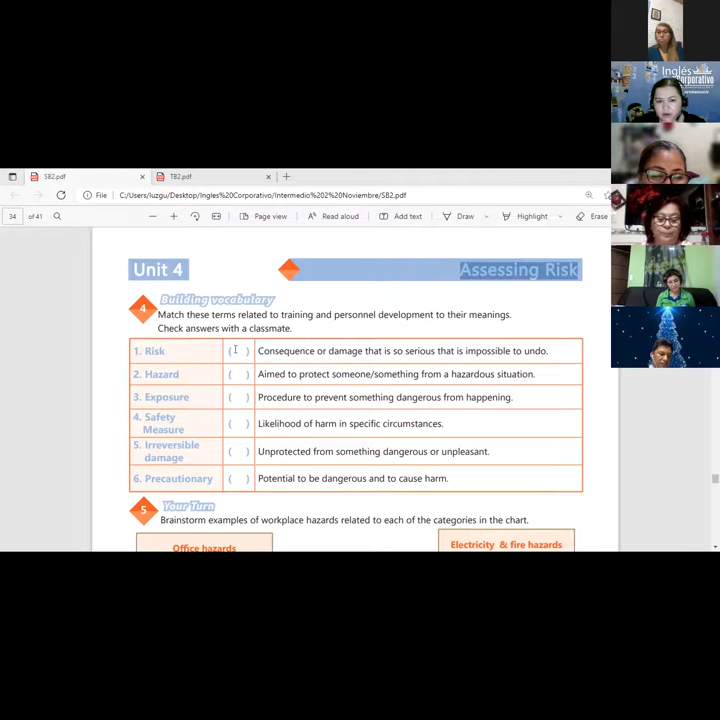 SB2.pdf
TB2.pdf
File
C:/Users/luzgu/Desktop/Ingles%20Corporativo/Intermedio%202%20Noviembre/SB2.pdf
34 of 41
Page view
Read aloud
Add text
Draw
Highlight
Erase
Inglés
Corporativo
Unit 4
Assessing Risk
4
Building vocabulary
Match these terms related to training and personnel development to their meanings.
Check answers with a classmate.
1. Risk ( ) Consequence or damage that is so serious that is impossible to undo.
2. Hazard ( ) Aimed to protect someone/something from a hazardous situation.
3. Exposure ( ) Procedure to prevent something dangerous from happening.
4. Safety
Measure ( ) Likelihood of harm in specific circumstances.
5. Irreversible
damage ( ) Unprotected from something dangerous or unpleasant.
6. Precautionary ( ) Potential to be dangerous and to cause harm.
5
Your Turn
Brainstorm examples of workplace hazards related to each of the categories in the chart.
Office hazards
Electricity & fire hazards